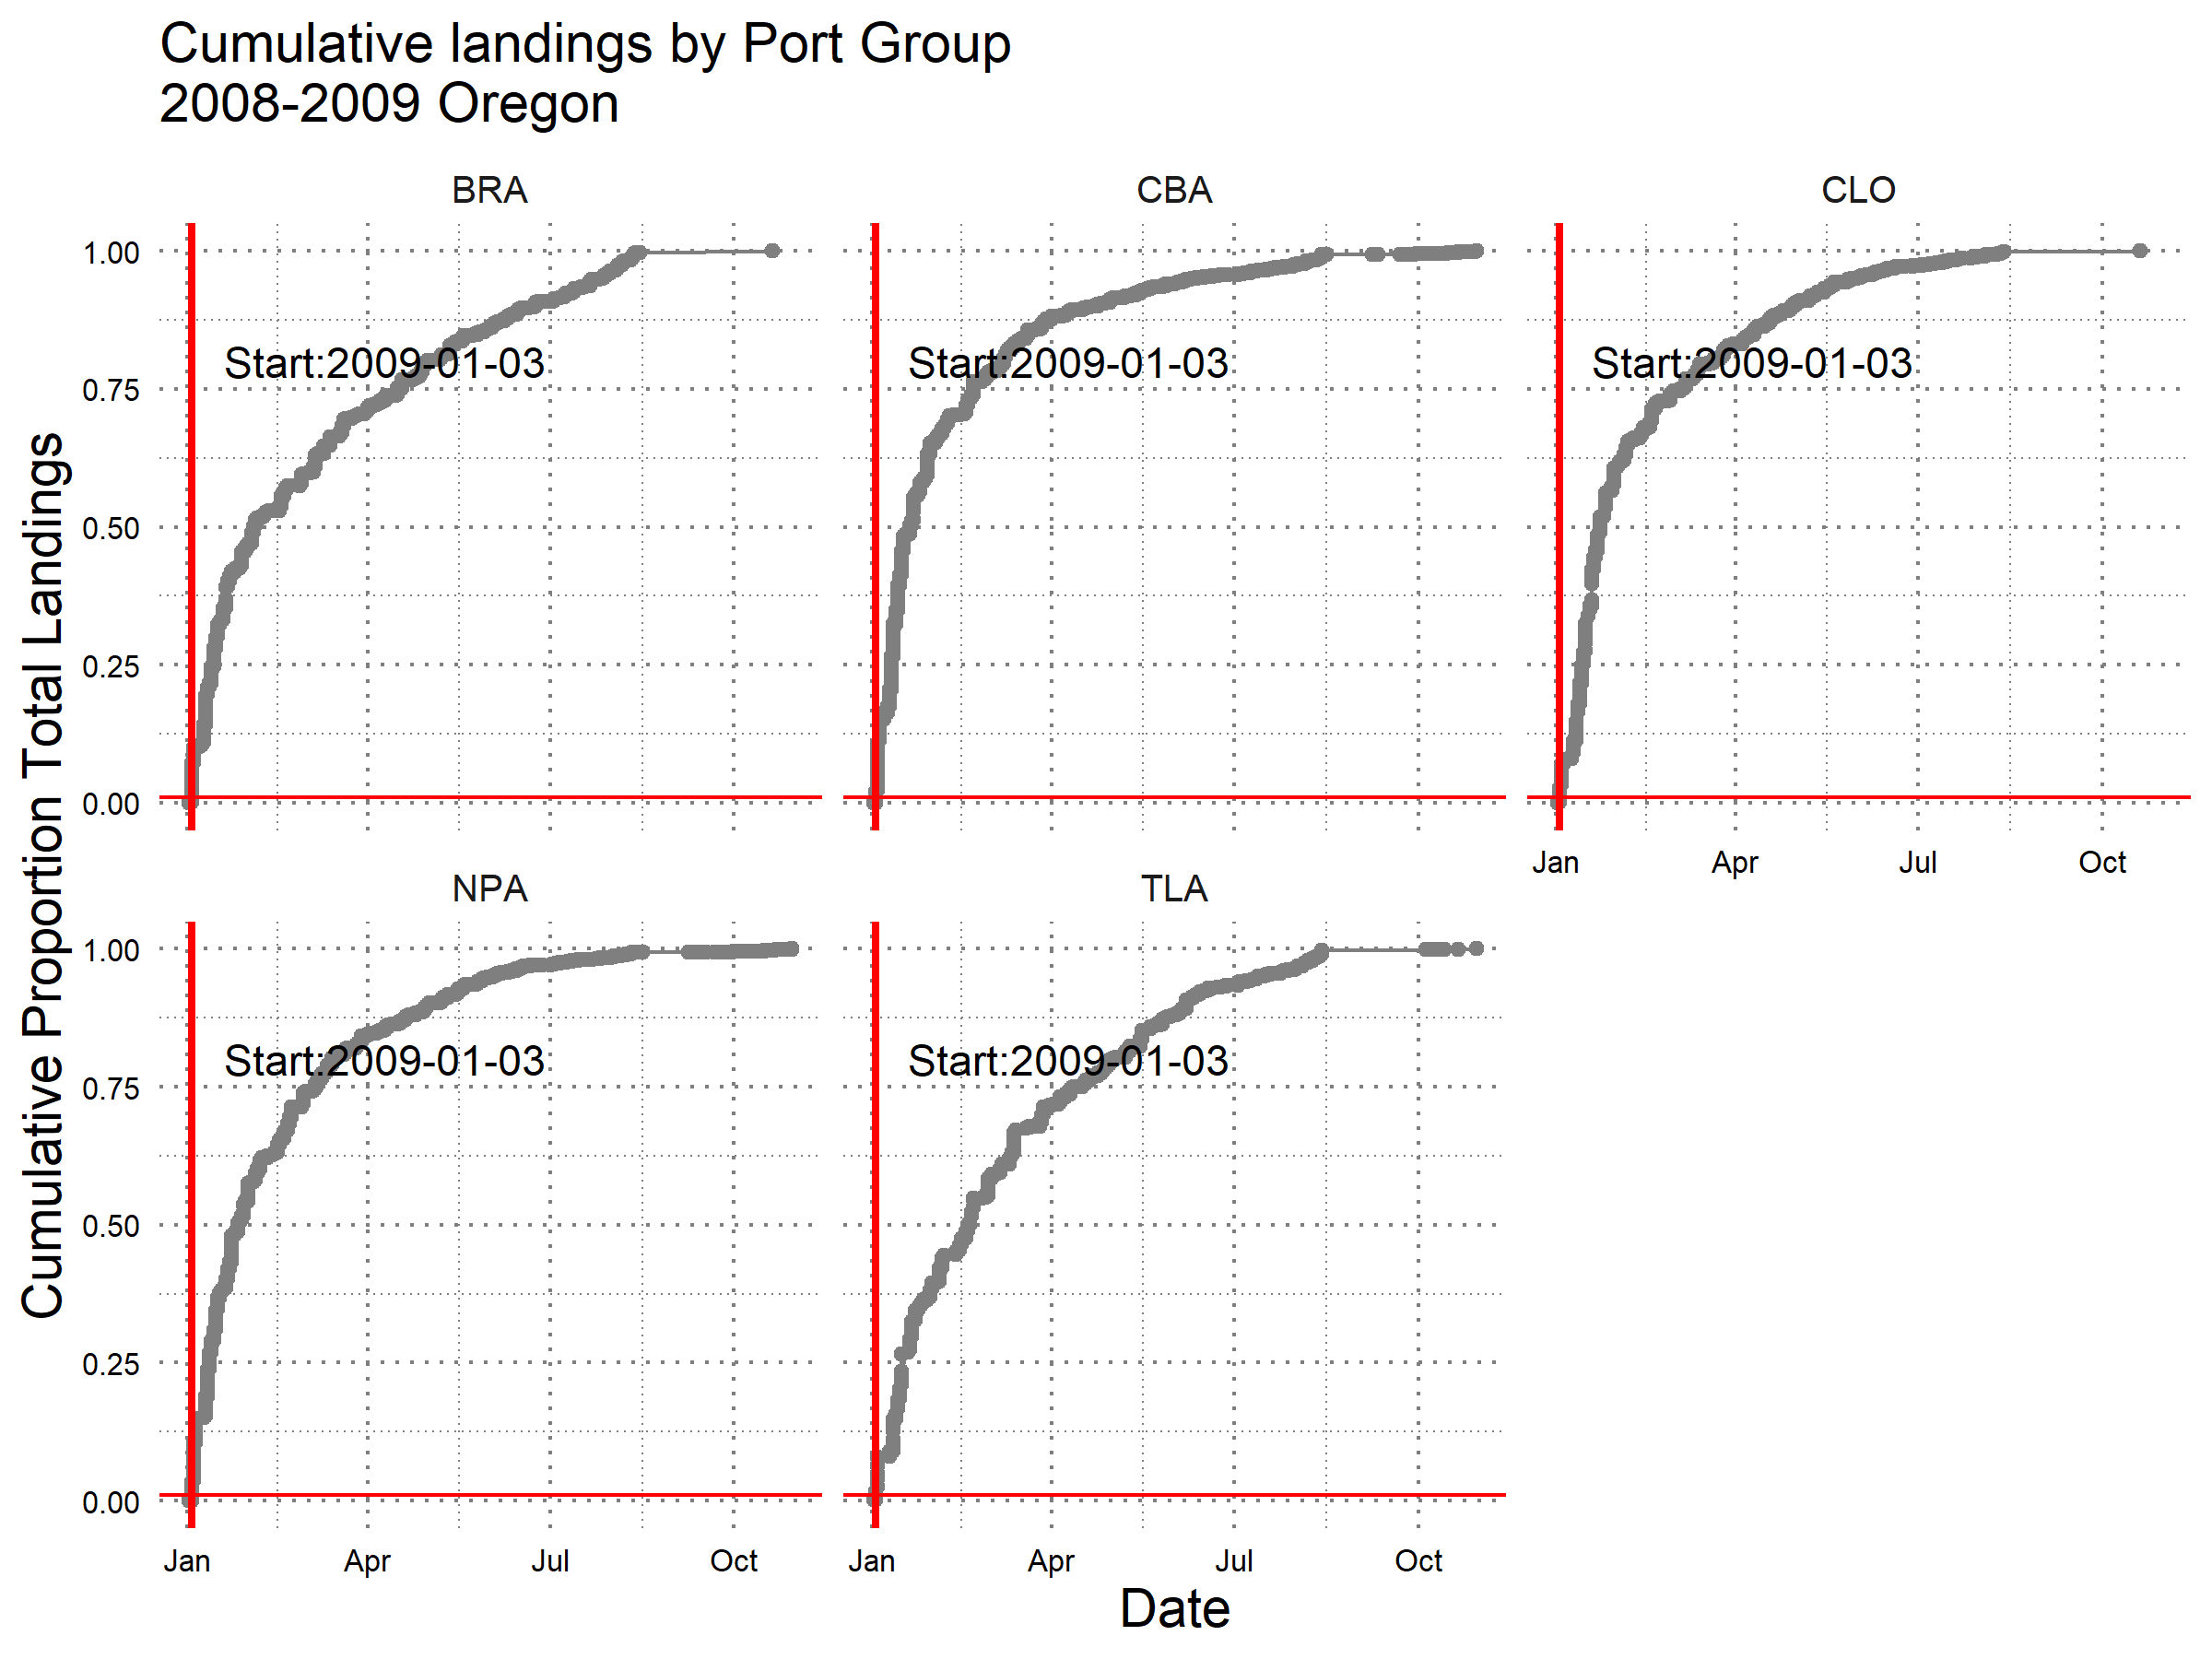 Cumulative landings by Port Group
2008-2009 Oregon
BRA
CBA
CLO
1.00
0.75
0.50
0.25
0.00
Start:2009-01-03
Start:2009-01-03
Start:2009-01-03
Jan Apr Jul Oct
NPA
TLA
1.00
0.75
0.50
0.25
0.00
Start:2009-01-03
Start:2009-01-03
Jan Apr Jul Oct
Jan Apr Jul Oct
Date
Cumulative Proportion Total Landings